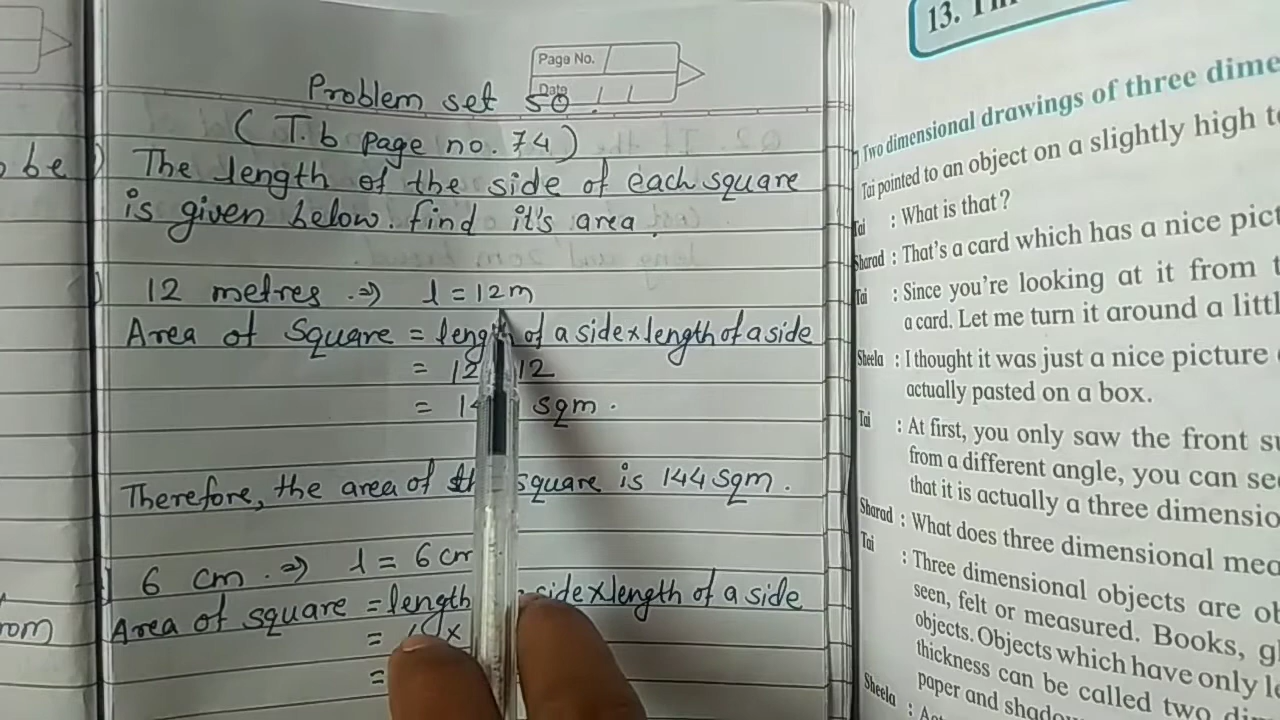 Page No.
Date
Problem set 50.
(T.b page no. 74)
1) The length of the side of each square
is given below. find it's area.
12 metres ⇒ l = 12m
Area of Square = length of a side x length of a side
= 12 12
= sqm.
Therefore, the area of square is 144 sqm.
6 cm. ⇒ l = 6 cm
Area of square = length side x length of a side
= x
=
o be
rom
13.
Two dimensional drawings of three dime
Tai pointed to an object on a slightly high t
Tai : What is that?
Sharad : That's a card which has a nice pict
Tai : Since you're looking at it from t
a card. Let me turn it around a littl
Sheela : I thought it was just a nice picture
actually pasted on a box.
Tai : At first, you only saw the front su
from a different angle, you can see
that it is actually a three dimensio
Sharad : What does three dimensional mea
Tai : Three dimensional objects are ob
seen, felt or measured. Books, gl
objects. Objects which have only le
thickness can be called two di
paper and shadow
Sheela :